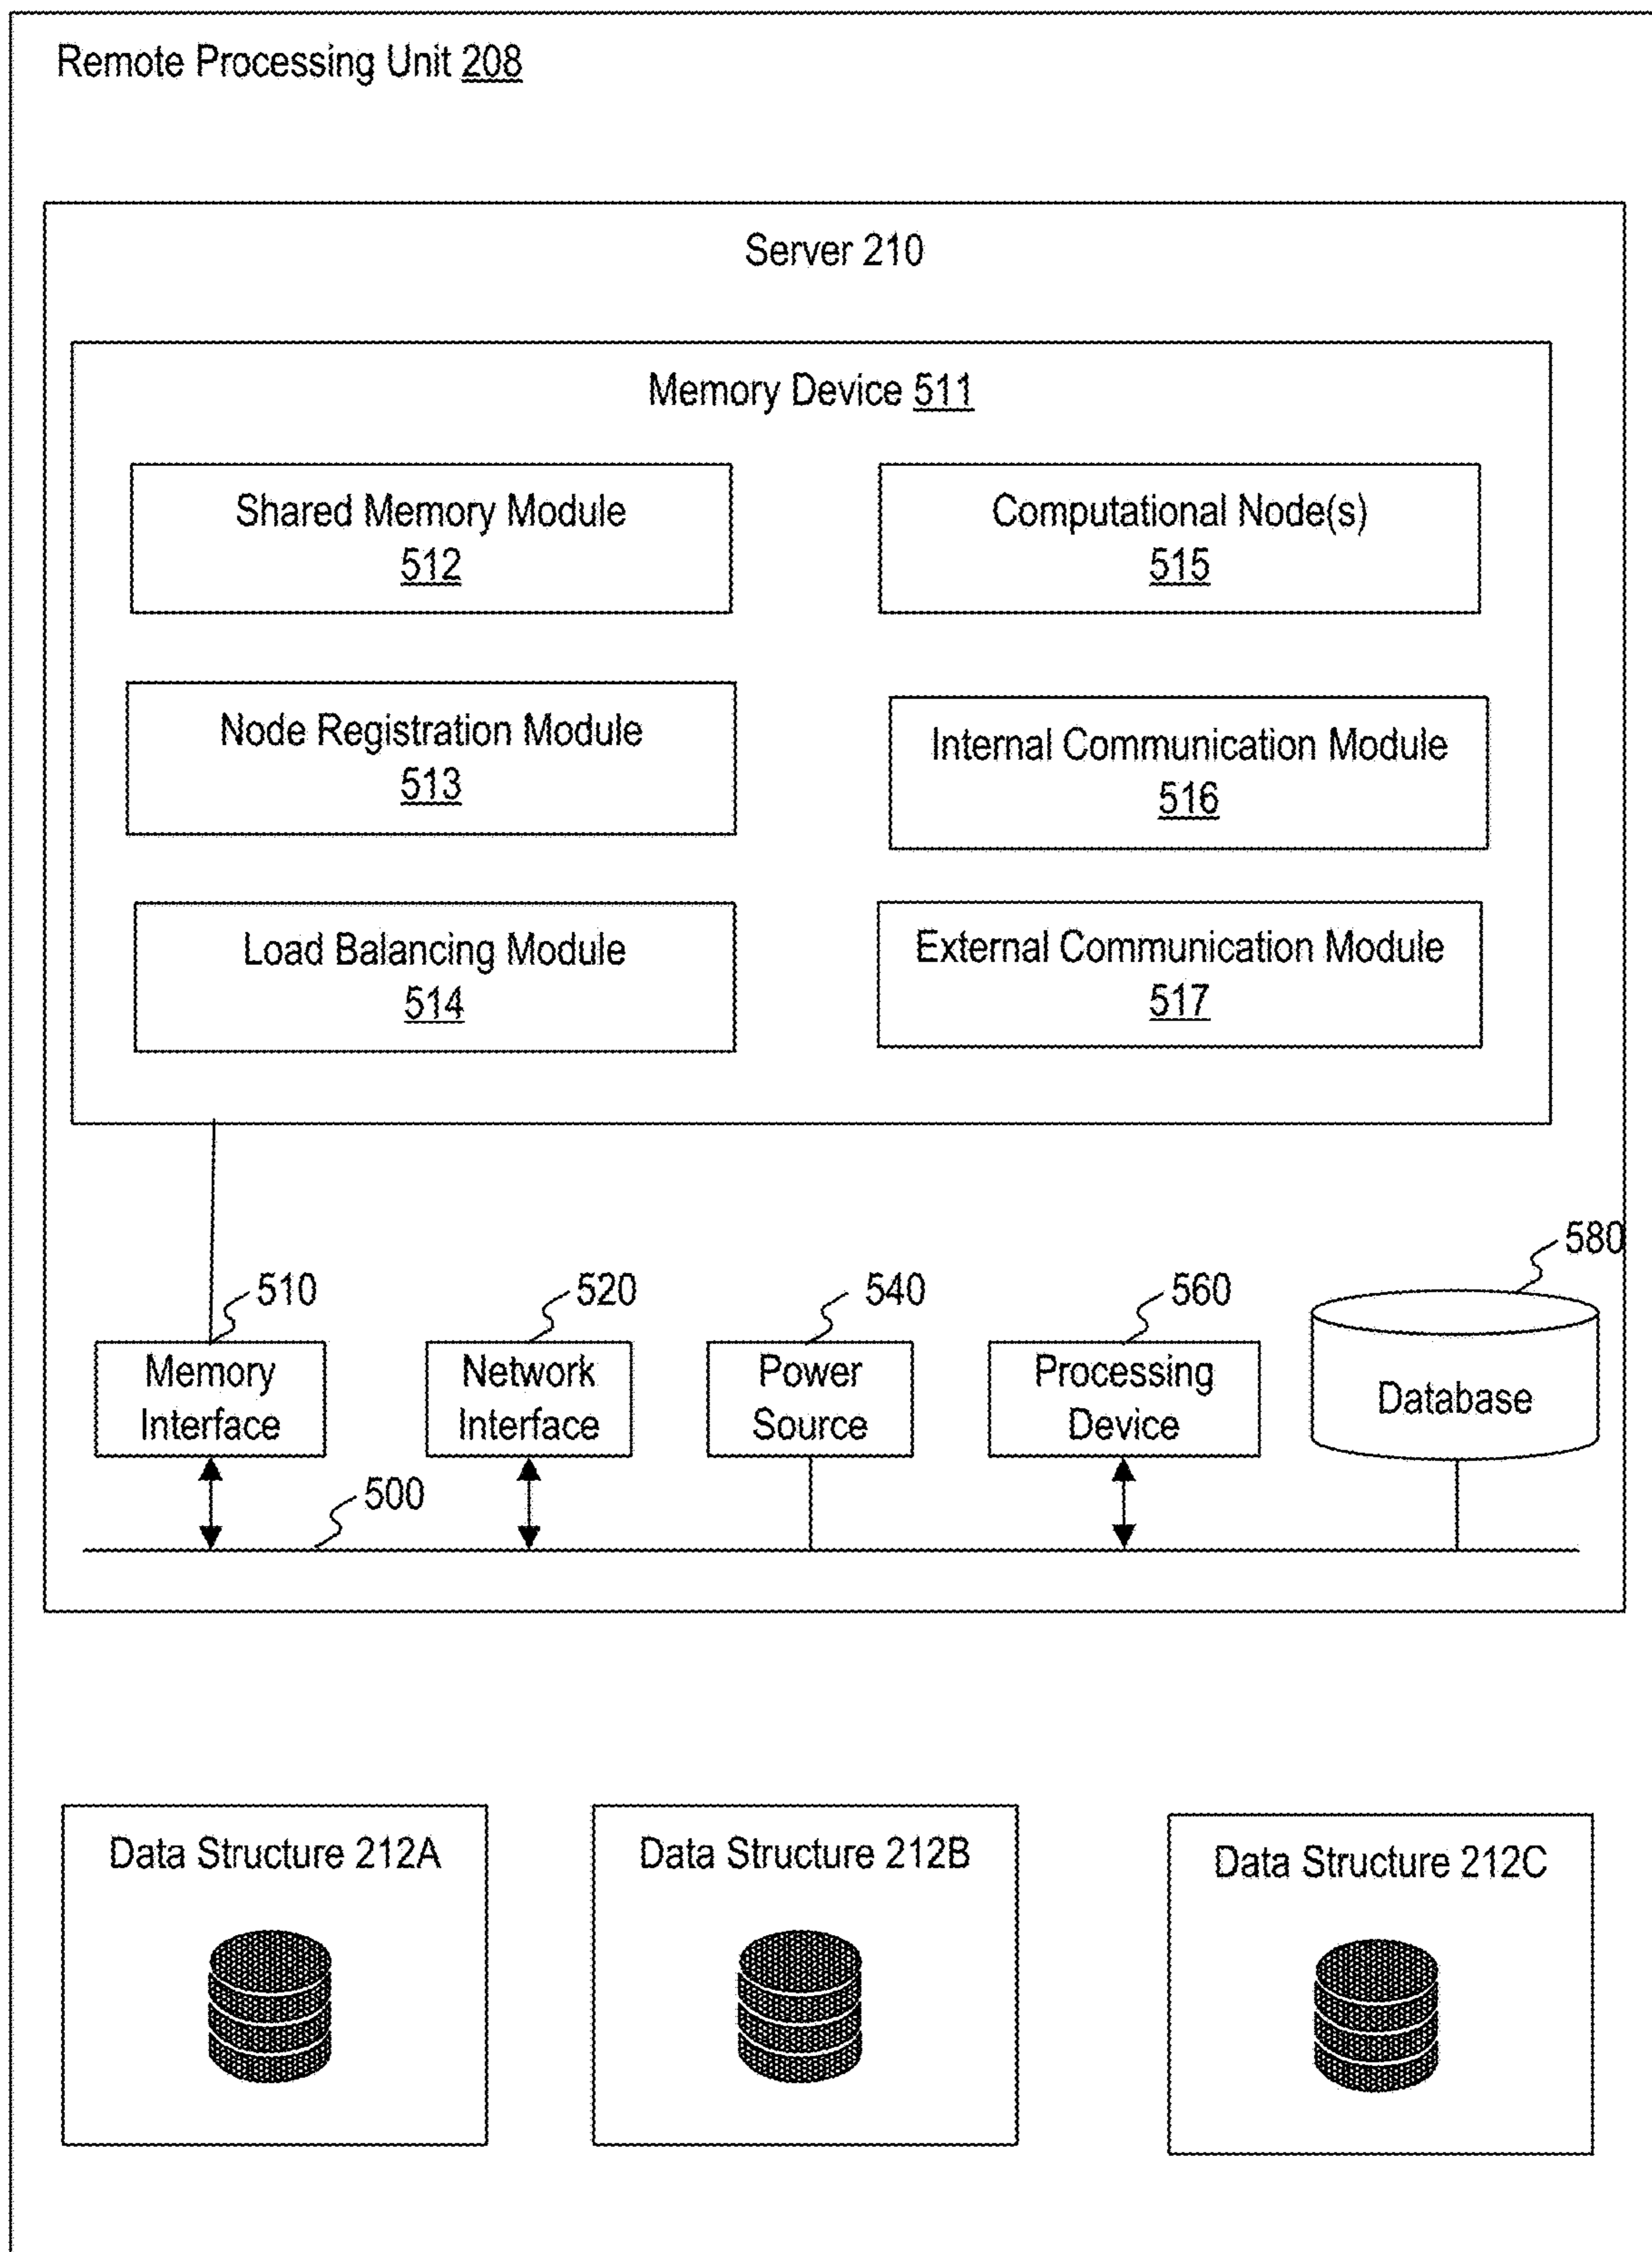 Remote Processing Unit 208
Server 210
Memory Device 511
Shared Memory Module
512
Computational Node(s)
515
Node Registration Module
513
Internal Communication Module
516
Load Balancing Module
514
External Communication Module
517
510
520
540
560
580
Memory
Interface
Network
Interface
Power
Source
Processing
Device
Database
500
Data Structure 212A
Data Structure 212B
Data Structure 212C